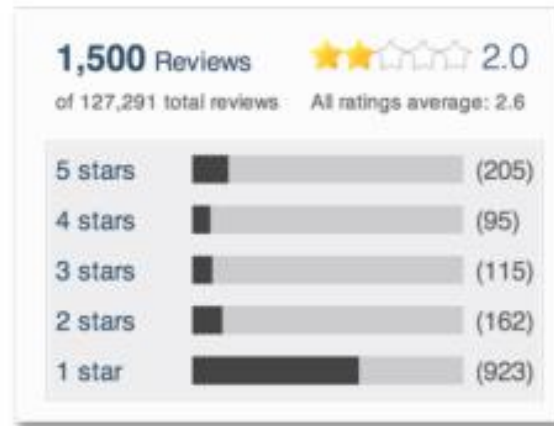 1,500 Reviews 2.0
of 127,291 total reviews All ratings average: 2.6
5 stars (205)
4 stars (95)
3 stars (115)
2 stars (162)
1 star (923)